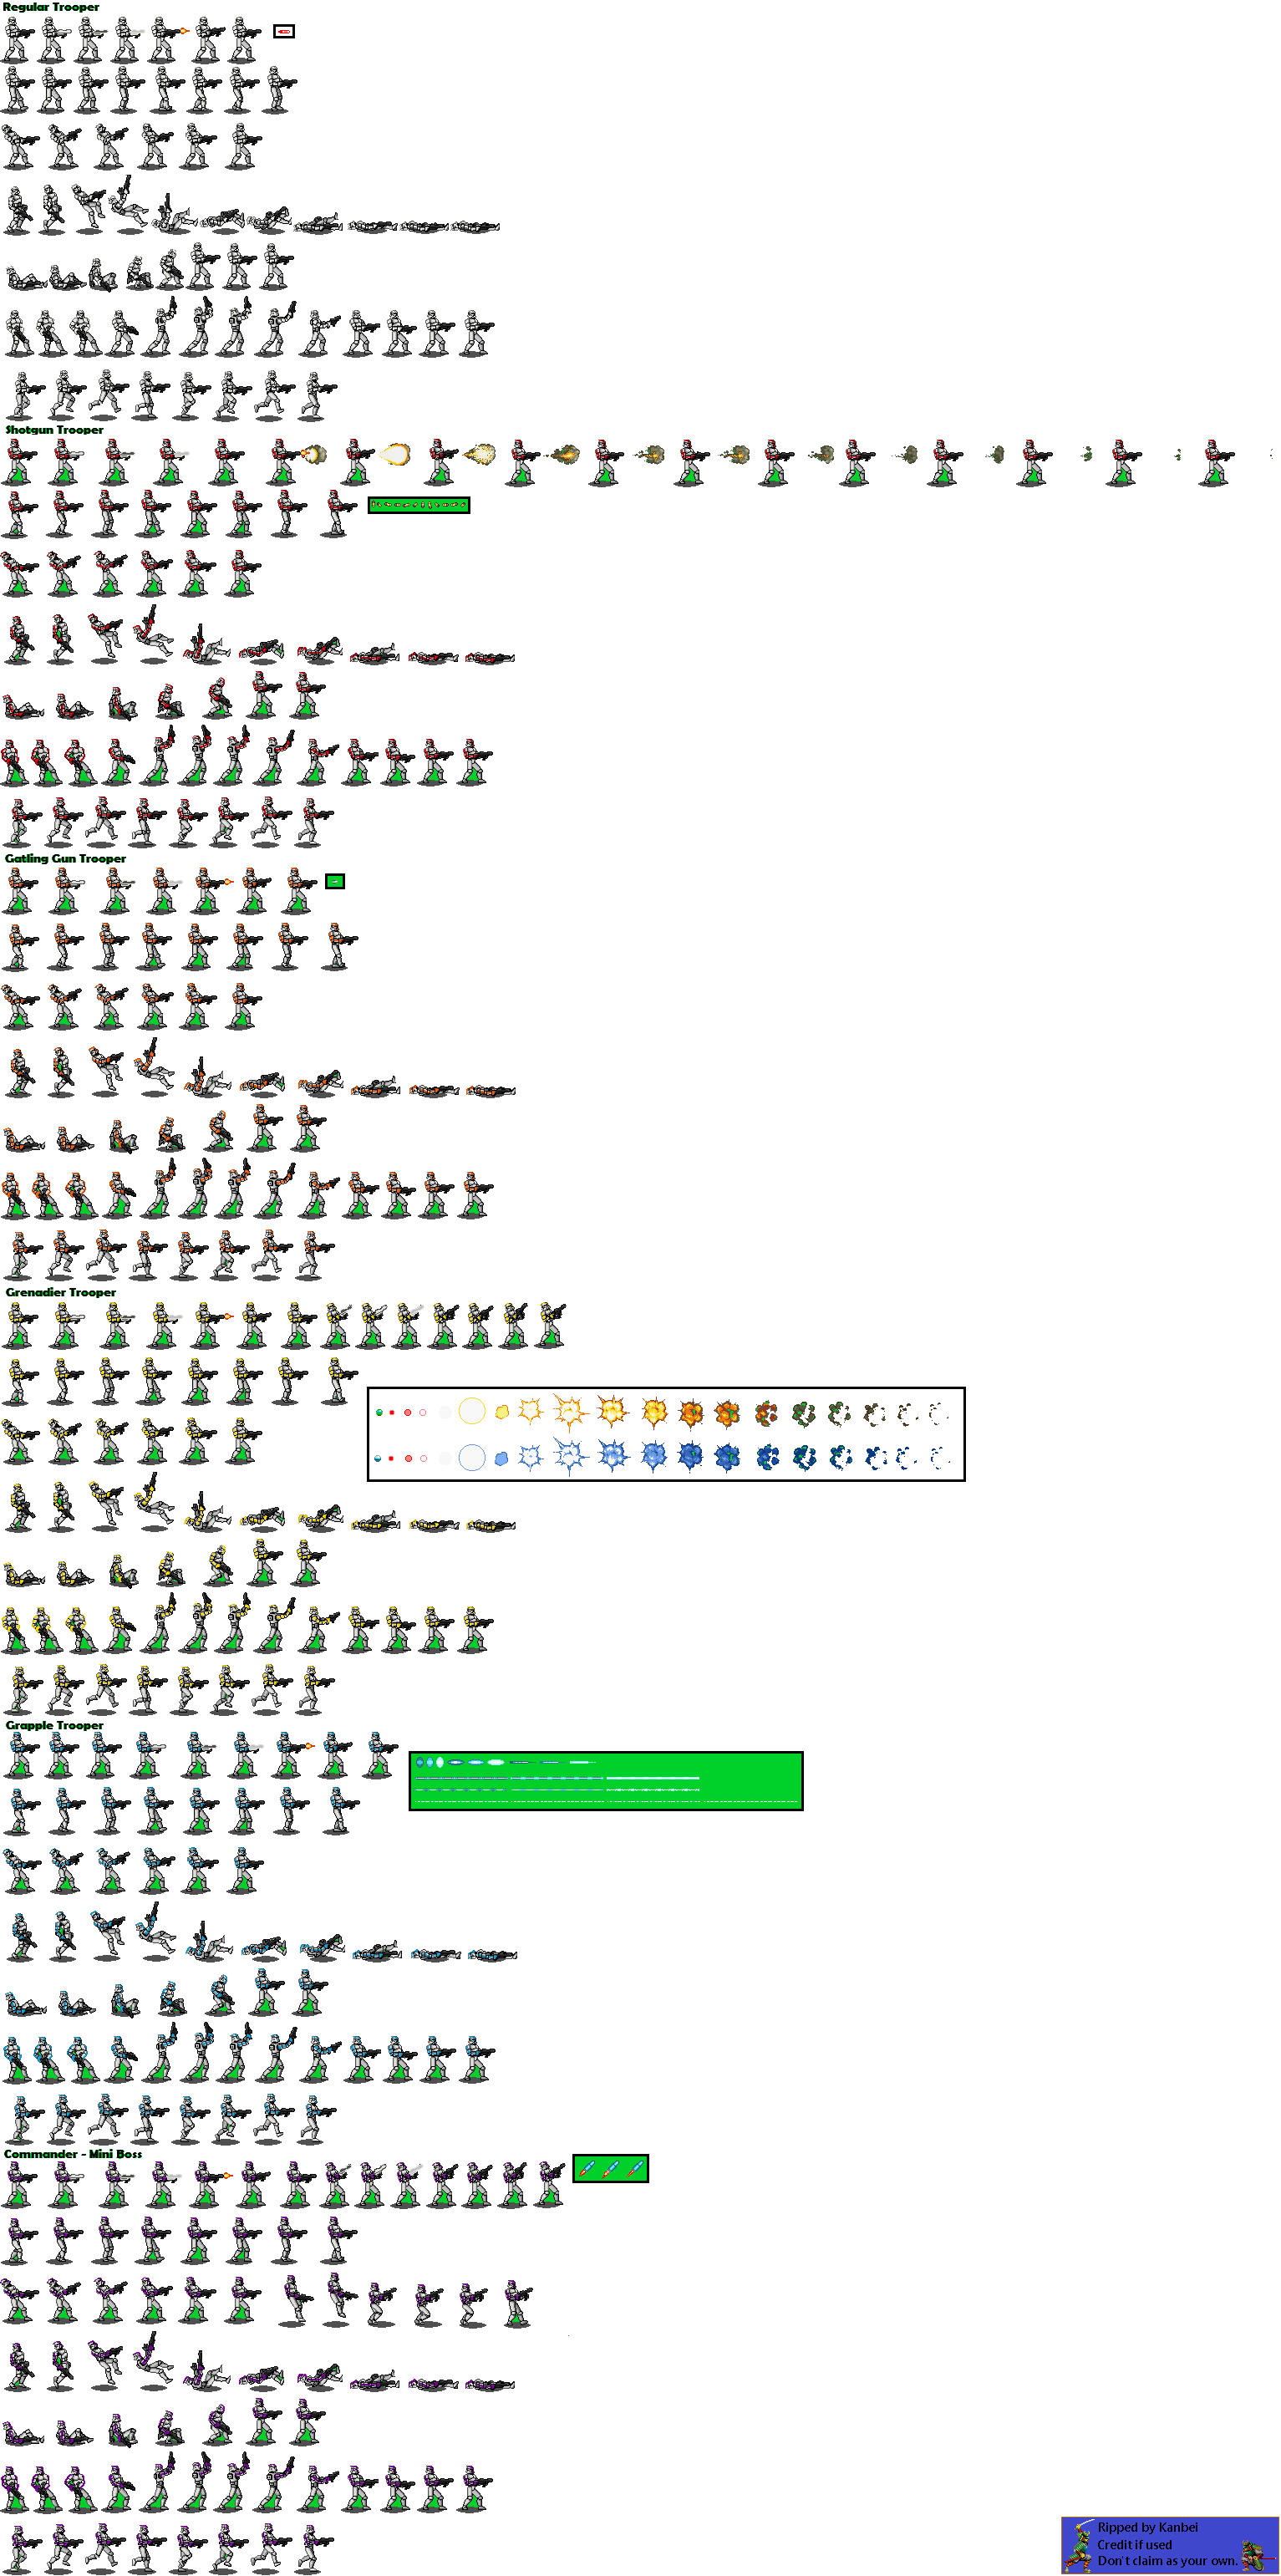 Regular Trooper
Shotgun Trooper
Gatling Gun Trooper
Grenadier Trooper
Grapple Trooper
Commander - Mini Boss
Ripped by Kanbei
Credit if used
Don't claim as your own.